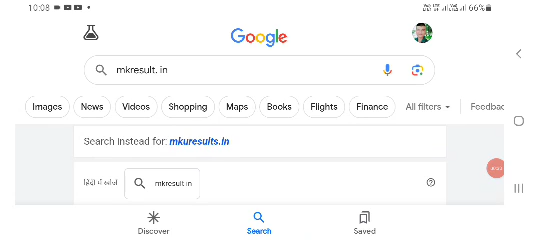 10:08 66%
Google
mkresult. in
Images News Videos Shopping Maps Books Flights Finance All filters Feedbac
Search instead for: mkuresults.in
हिंदी में खोजें mkresult in
Discover Search Saved